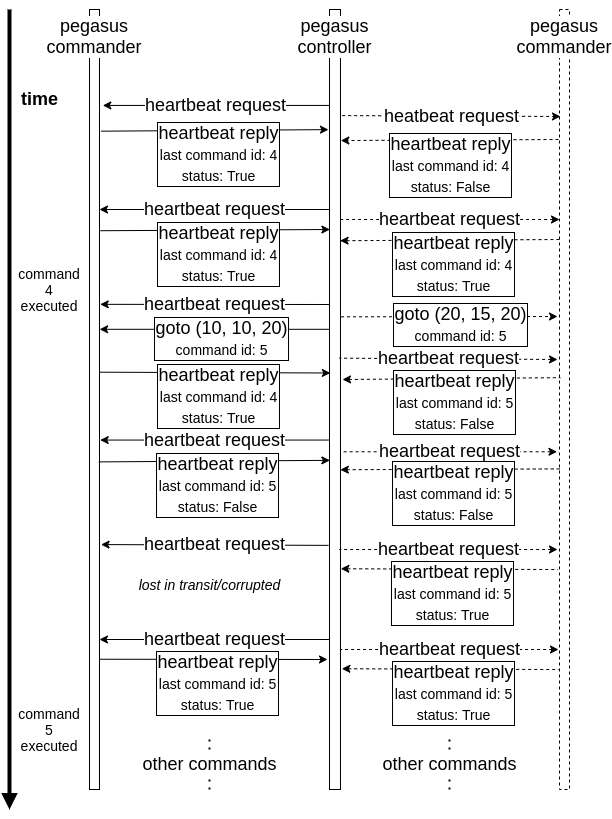 pegasus
commander
pegasus
controller
pegasus
commander
time
heartbeat request
heatbeat request
heartbeat reply
last command id: 4
status: True
heartbeat reply
last command id: 4
status: False
heartbeat request
heartbeat request
heartbeat reply
last command id: 4
status: True
heartbeat reply
last command id: 4
status: True
command
4
executed
heartbeat request
goto (20, 15, 20)
command id: 5
goto (10, 10, 20)
command id: 5
heartbeat request
heartbeat reply
last command id: 4
status: True
heartbeat reply
last command id: 5
status: False
heartbeat request
heartbeat request
heartbeat reply
last command id: 5
status: False
heartbeat reply
last command id: 5
status: False
heartbeat request
heartbeat request
lost in transit/corrupted
heartbeat reply
last command id: 5
status: True
heartbeat request
heartbeat request
heartbeat reply
last command id: 5
status: True
heartbeat reply
last command id: 5
status: True
command
5
executed
:
other commands
:
:
other commands
: